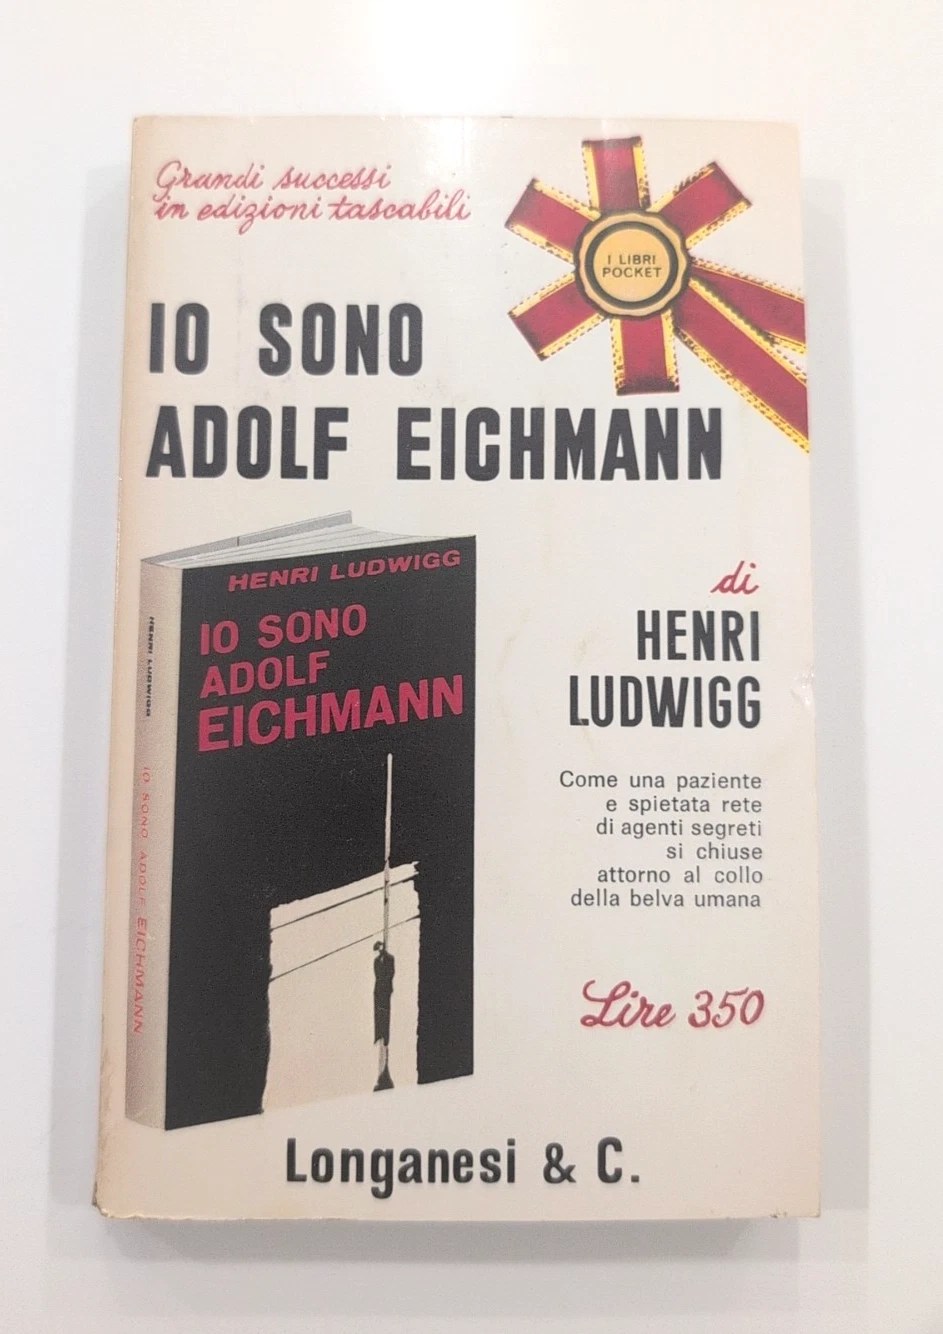 Grandi successi
in edizioni tascabili
I LIBRI
POCKET
IO SONO
ADOLF EICHMANN
HENRI LUDWIGG
IO SONO
ADOLF
EICHMANN
HENRI LUDWIGG
IO SONO ADOLF EICHMANN
di
HENRI
LUDWIGG
Come una paziente
e spietata rete
di agenti segreti
si chiuse
attorno al collo
della belva umana
Lire 350
Longanesi & C.